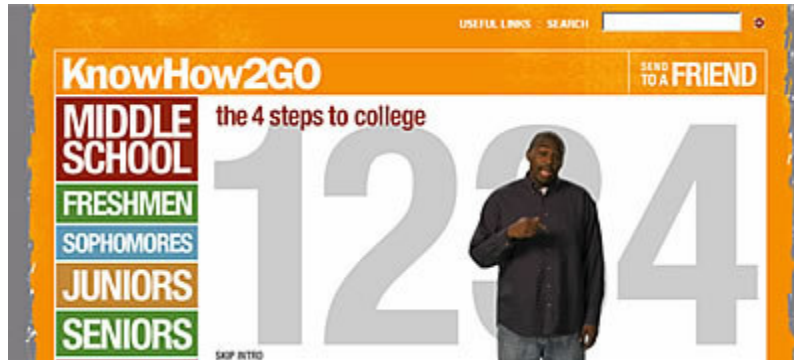 USEFUL LINKS : SEARCH
KnowHow2GO
SEND TO A FRIEND
MIDDLE SCHOOL
the 4 steps to college
1234
FRESHMEN
SOPHOMORES
JUNIORS
SENIORS
SKIP INTRO